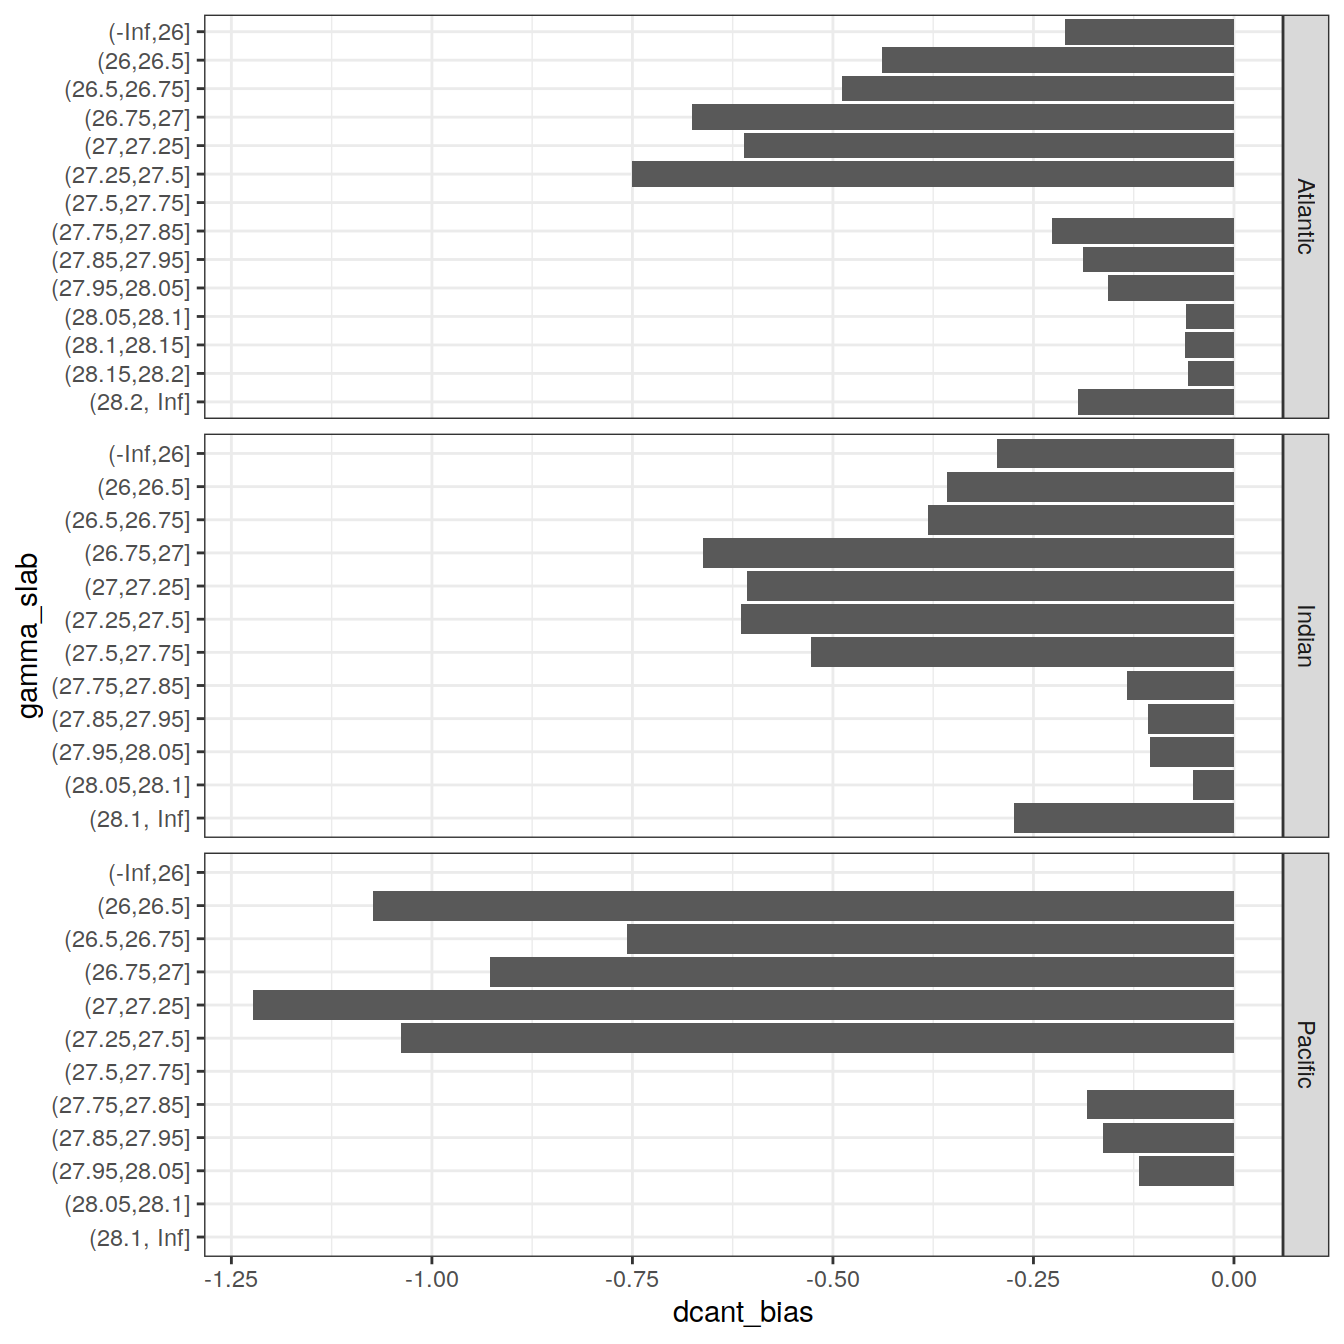 (-Inf,26]
(26,26.5]
(26.5,26.75]
(26.75,27]
(27,27.25]
(27.25,27.5]
(27.5,27.75]
(27.75,27.85]
(27.85,27.95]
(27.95,28.05]
(28.05,28.1]
(28.1,28.15]
(28.15,28.2]
(28.2, Inf]
Atlantic
(-Inf,26]
(26,26.5]
(26.5,26.75]
(26.75,27]
(27,27.25]
(27.25,27.5]
(27.5,27.75]
(27.75,27.85]
(27.85,27.95]
(27.95,28.05]
(28.05,28.1]
(28.1, Inf]
Indian
gamma_slab
(-Inf,26]
(26,26.5]
(26.5,26.75]
(26.75,27]
(27,27.25]
(27.25,27.5]
(27.5,27.75]
(27.75,27.85]
(27.85,27.95]
(27.95,28.05]
(28.05,28.1]
(28.1, Inf]
Pacific
-1.25 -1.00 -0.75 -0.50 -0.25 0.00
dcant_bias